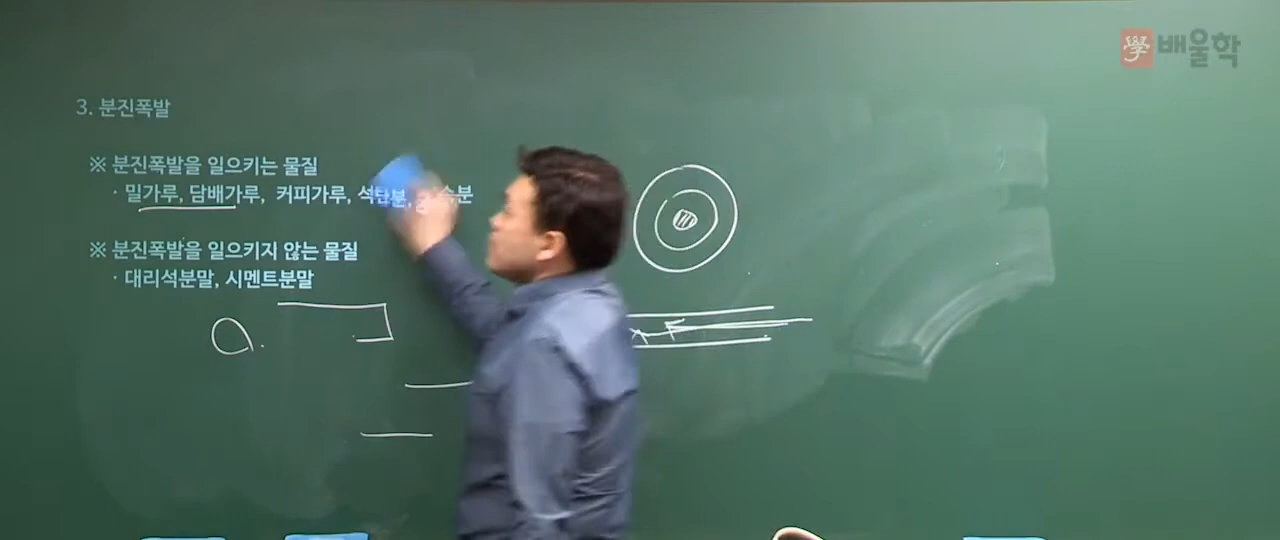 學 배울학
3. 분진폭발
※ 분진폭발을 일으키는 물질
· 밀가루, 담배가루, 커피가루, 석탄분,
※ 분진폭발을 일으키지 않는 물질
· 대리석분말, 시멘트분말